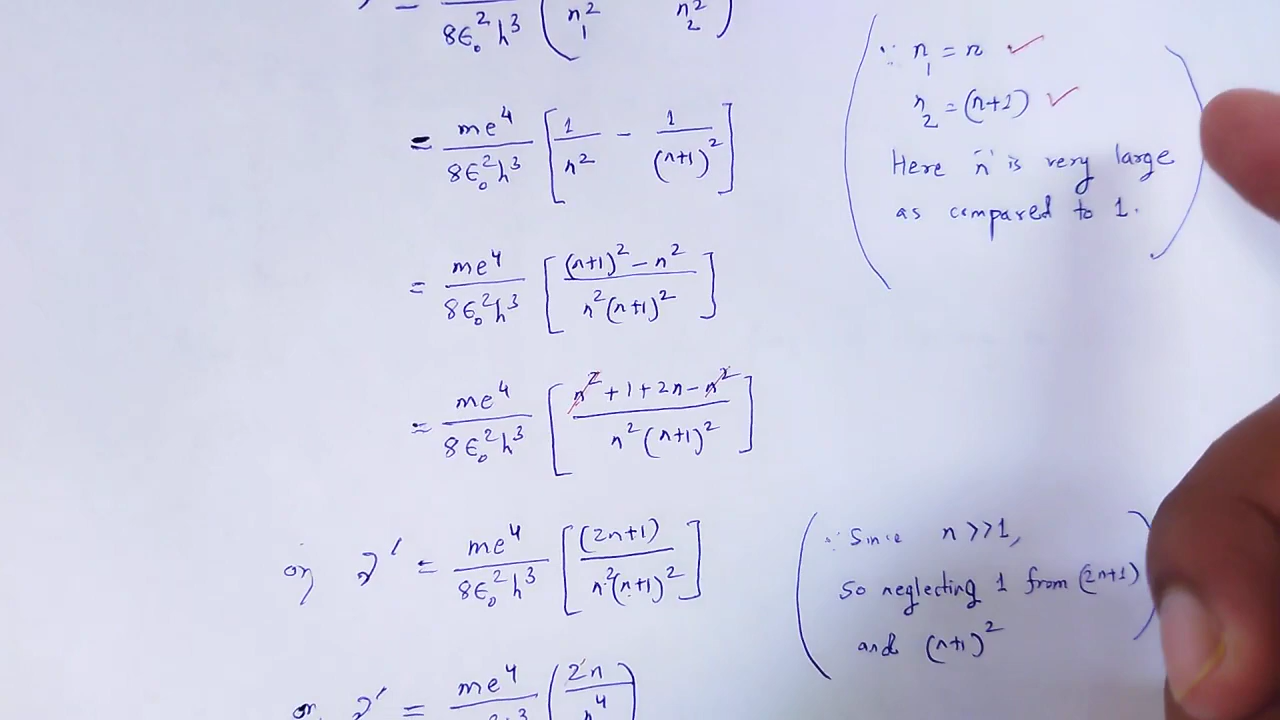 8ε₀²h³ ( n₁² n₂² )
= me⁴/8ε₀²h³ [1/n² − 1/(n+1)²]
∵ n₁ = n ✓
n₂ = (n+1) ✓
Here 'n' is very large
as compared to 1.
= me⁴/8ε₀²h³ [(n+1)² − n² / n²(n+1)²]
= me⁴/8ε₀²h³ [n² + 1 + 2n − n² / n²(n+1)²]
or ν' = me⁴/8ε₀²h³ [(2n+1) / n²(n+1)²]
∵ Since n >> 1,
so neglecting 1 from (2n+1)
and (n+1)²
or ν' = me⁴/ h³ (2n/n⁴)